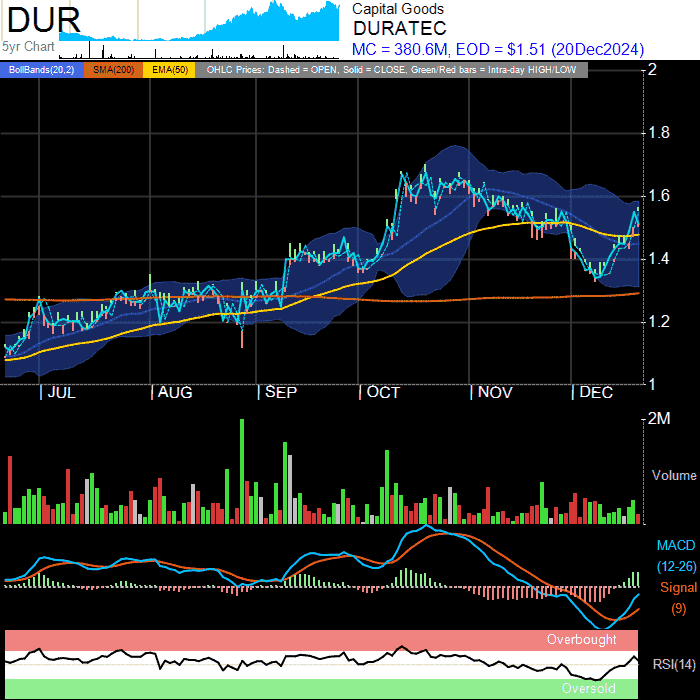 DUR
5yr Chart
Capital Goods
DURATEC
MC = 380.6M, EOD = $1.51 (20Dec2024)
BollBands(20,2) SMA(200) EMA(50) OHLC Prices: Dashed = OPEN, Solid = CLOSE, Green/Red bars = Intra-day HIGH/LOW
2
1.8
1.6
1.4
1.2
1
| JUL | AUG | SEP | OCT | NOV | DEC
2M
Volume
MACD
(12-26)
Signal
(9)
Overbought
RSI(14)
Oversold